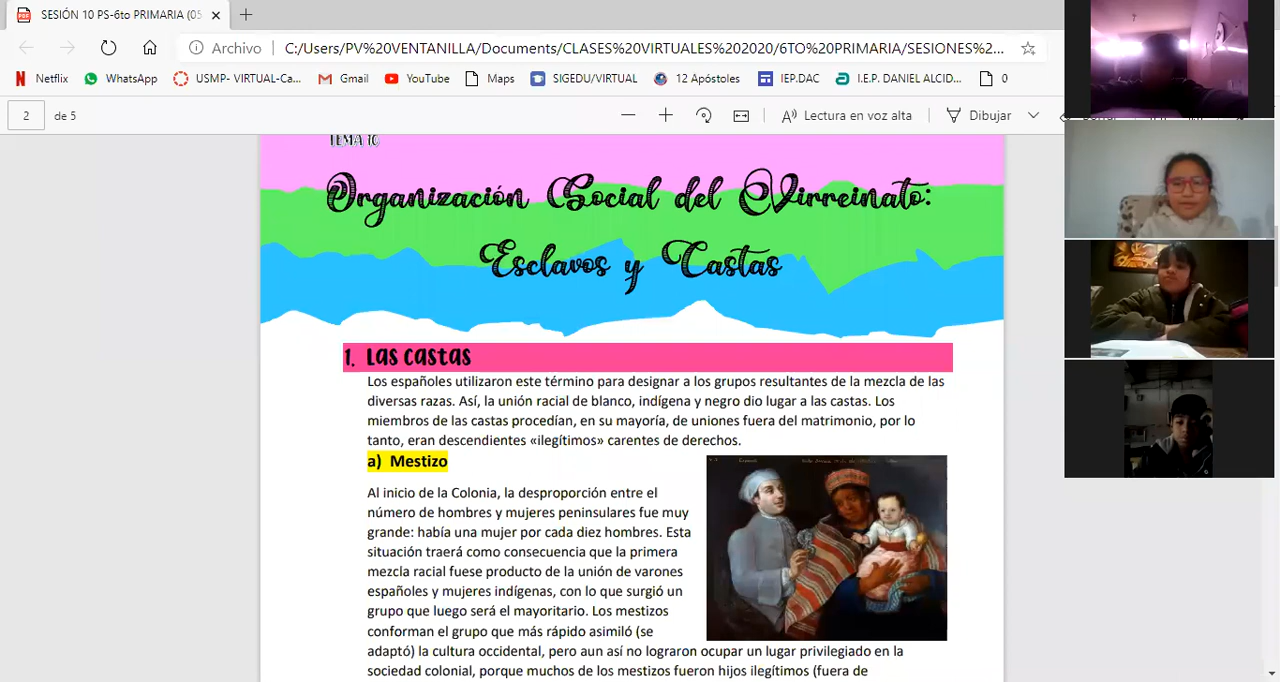 SESIÓN 10 PS-6to PRIMARIA (05
Archivo C:/Users/PV%20VENTANILLA/Documents/CLASES%20VIRTUALES%202020/6TO%20PRIMARIA/SESIONES%2...
Netflix WhatsApp USMP- VIRTUAL-Ca... Gmail YouTube Maps SIGEDU/VIRTUAL 12 Apóstoles IEP.DAC I.E.P. DANIEL ALCID... 0
2 de 5 Lectura en voz alta Dibujar
TEMA 10
Organización Social del Virreinato:
Esclavos y Castas
1. Las castas
Los españoles utilizaron este término para designar a los grupos resultantes de la mezcla de las
diversas razas. Así, la unión racial de blanco, indígena y negro dio lugar a las castas. Los
miembros de las castas procedían, en su mayoría, de uniones fuera del matrimonio, por lo
tanto, eran descendientes «ilegítimos» carentes de derechos.
a) Mestizo
Al inicio de la Colonia, la desproporción entre el
número de hombres y mujeres peninsulares fue muy
grande: había una mujer por cada diez hombres. Esta
situación traerá como consecuencia que la primera
mezcla racial fuese producto de la unión de varones
españoles y mujeres indígenas, con lo que surgió un
grupo que luego será el mayoritario. Los mestizos
conforman el grupo que más rápido asimiló (se
adaptó) la cultura occidental, pero aun así no lograron ocupar un lugar privilegiado en la
sociedad colonial, porque muchos de los mestizos fueron hijos ilegítimos (fuera de